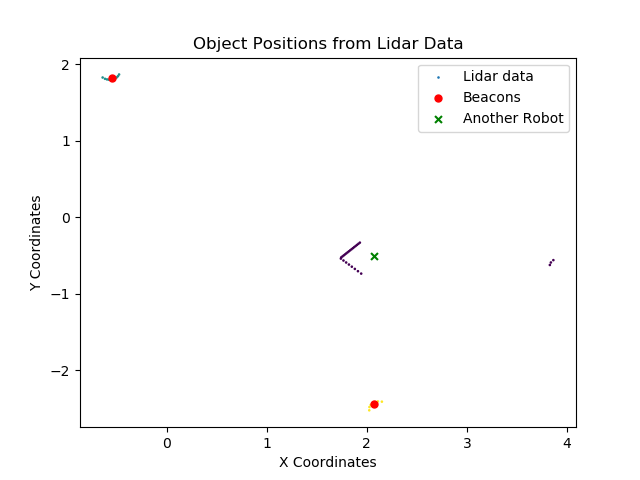 Object Positions from Lidar Data
Lidar data
Beacons
Another Robot
Y Coordinates
2
1
0
−1
−2
0
1
2
3
4
X Coordinates